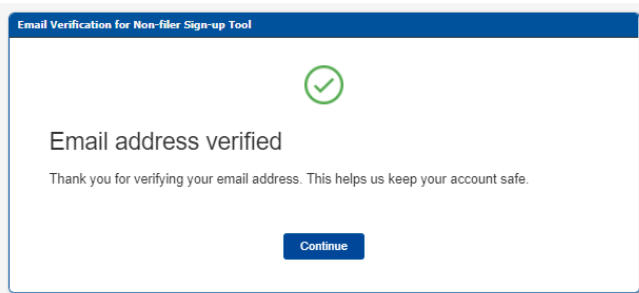 Email Verification for Non-filer Sign-up Tool
Email address verified
Thank you for verifying your email address. This helps us keep your account safe.
Continue